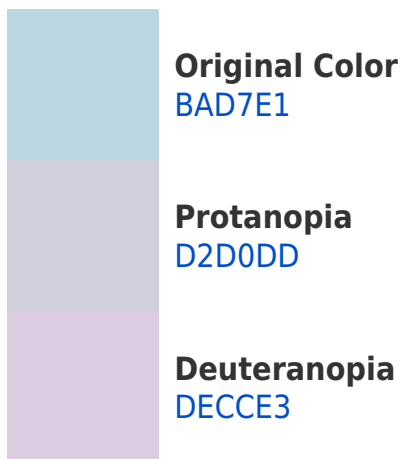 Original Color
BAD7E1
Protanopia
D2D0DD
Deuteranopia
DECCE3